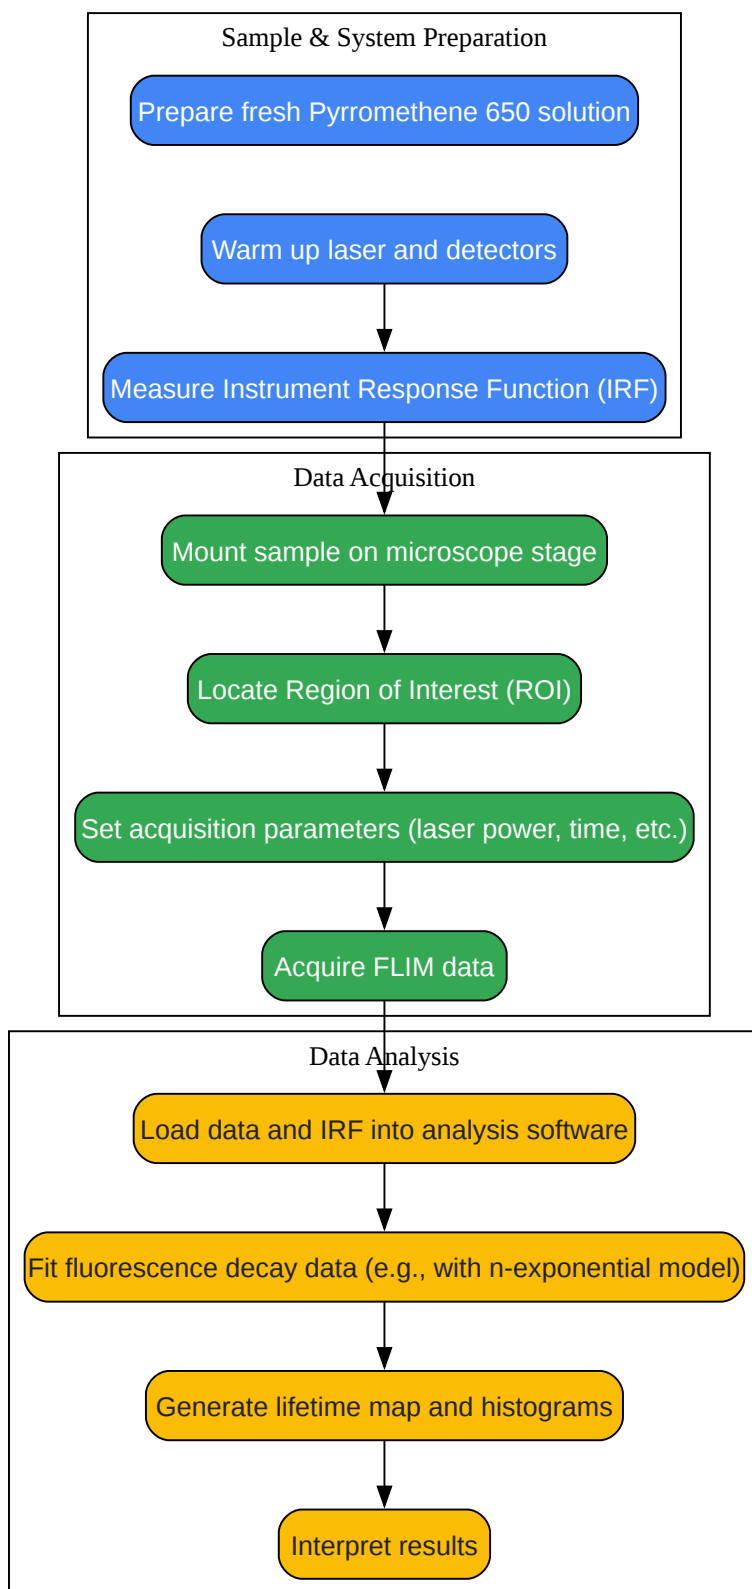 Sample & System Preparation
Prepare fresh Pyrromethene 650 solution
Warm up laser and detectors
Measure Instrument Response Function (IRF)
Data Acquisition
Mount sample on microscope stage
Locate Region of Interest (ROI)
Set acquisition parameters (laser power, time, etc.)
Acquire FLIM data
Data Analysis
Load data and IRF into analysis software
Fit fluorescence decay data (e.g., with n-exponential model)
Generate lifetime map and histograms
Interpret results